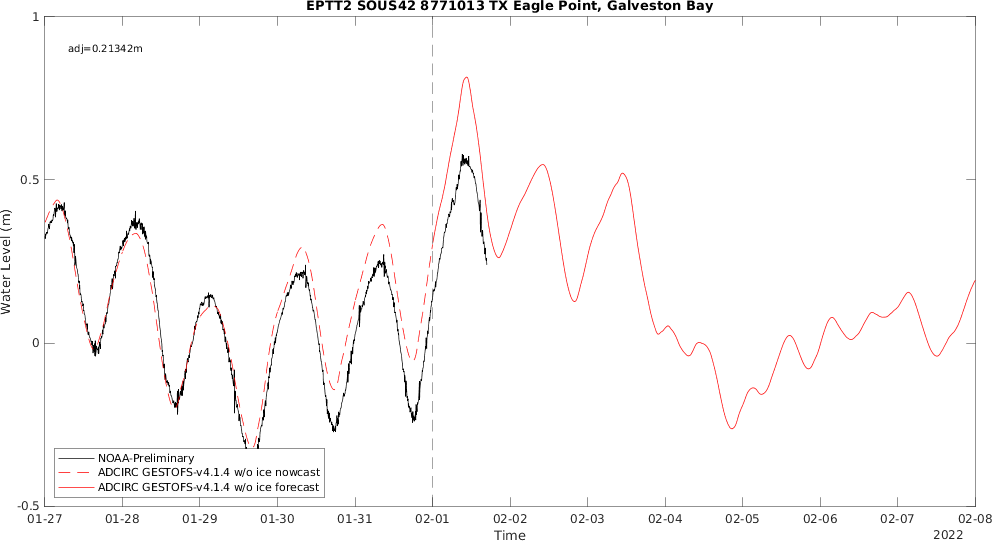 EPTT2 SOUS42 8771013 TX Eagle Point, Galveston Bay
1
adj=0.21342m
0.5
Water Level (m)
0
NOAA-Preliminary
ADCIRC GESTOFS-v4.1.4 w/o ice nowcast
ADCIRC GESTOFS-v4.1.4 w/o ice forecast
-0.5
01-27 01-28 01-29 01-30 01-31 02-01 02-02 02-03 02-04 02-05 02-06 02-07 02-08
Time
2022